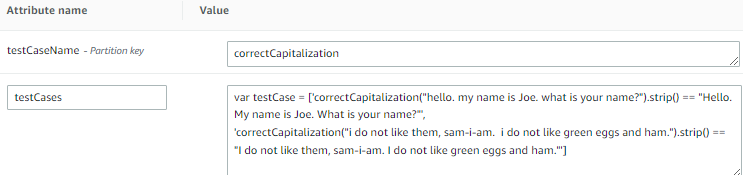 Attribute name Value
testCaseName - Partition key correctCapitalization
testCases var testCase = ['correctCapitalization("hello. my name is Joe. what is your name?").strip() == "Hello.
My name is Joe. What is your name?"',
'correctCapitalization("i do not like them, sam-i-am.  i do not like green eggs and ham.").strip() ==
"I do not like them, sam-i-am. I do not like green eggs and ham."']